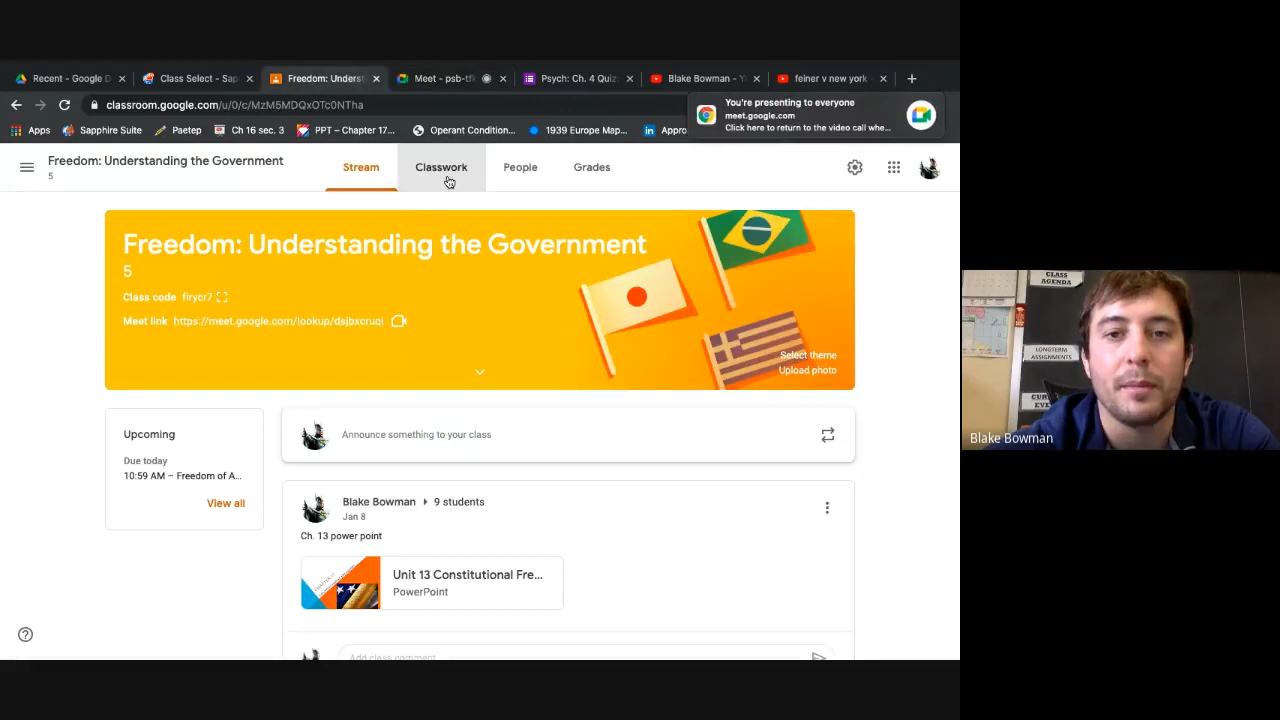 Recent - Google D
Class Select - Sap
Freedom: Underst
Meet - psb-tfk
Psych: Ch. 4 Quiz
Blake Bowman - Y
feiner v new york -
classroom.google.com/u/0/c/MzM5MDQxOTc0NTha
You're presenting to everyone
meet.google.com
Click here to return to the video call whe...
Apps
Sapphire Suite
Paetep
Ch 16 sec. 3
PPT – Chapter 17...
Operant Condition...
1939 Europe Map...
Appro
Freedom: Understanding the Government
5
Stream
Classwork
People
Grades
Freedom: Understanding the Government
5
Class code firycr7
Meet link https://meet.google.com/lookup/dsjbxcruqi
Select theme
Upload photo
Upcoming
Due today
10:59 AM – Freedom of A...
View all
Announce something to your class
Blake Bowman 9 students
Jan 8
Ch. 13 power point
Unit 13 Constitutional Fre...
PowerPoint
Add class comment
CLASS
AGENDA
LONGTERM
ASSIGNMENTS
Blake Bowman